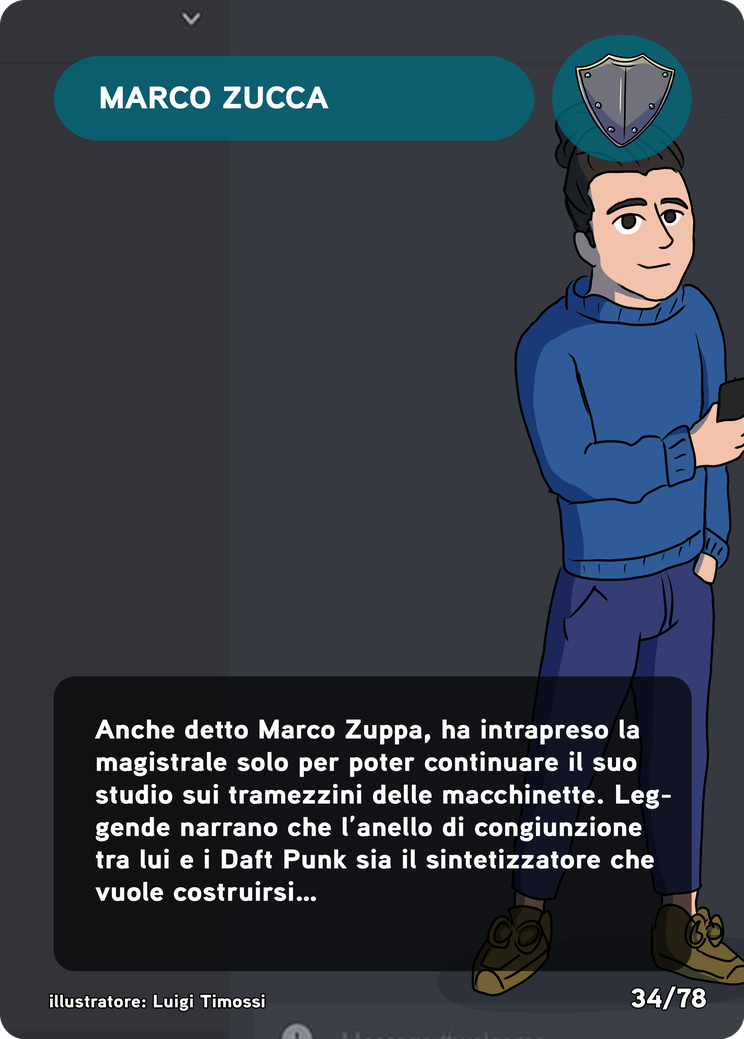 MARCO ZUCCA
Anche detto Marco Zuppa, ha intrapreso la
magistrale solo per poter continuare il suo
studio sui tramezzini delle macchinette. Leg-
gende narrano che l'anello di congiunzione
tra lui e i Daft Punk sia il sintetizzatore che
vuole costruirsi...
illustratore: Luigi Timossi
34/78